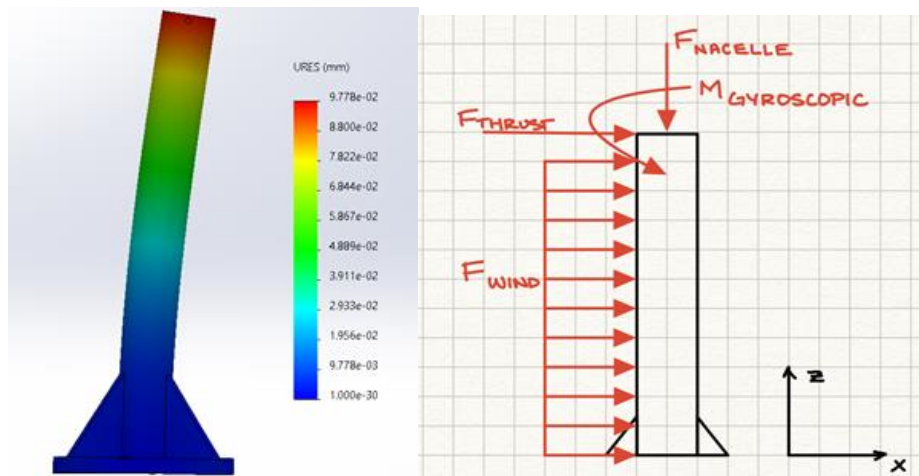 URES (mm)
9.778e-02
8.800e-02
7.822e-02
6.844e-02
5.867e-02
4.889e-02
3.911e-02
2.933e-02
1.956e-02
9.778e-03
1.000e-30
FNACELLE
MGYROSCOPIC
FTHRUST
FWIND
Z
X